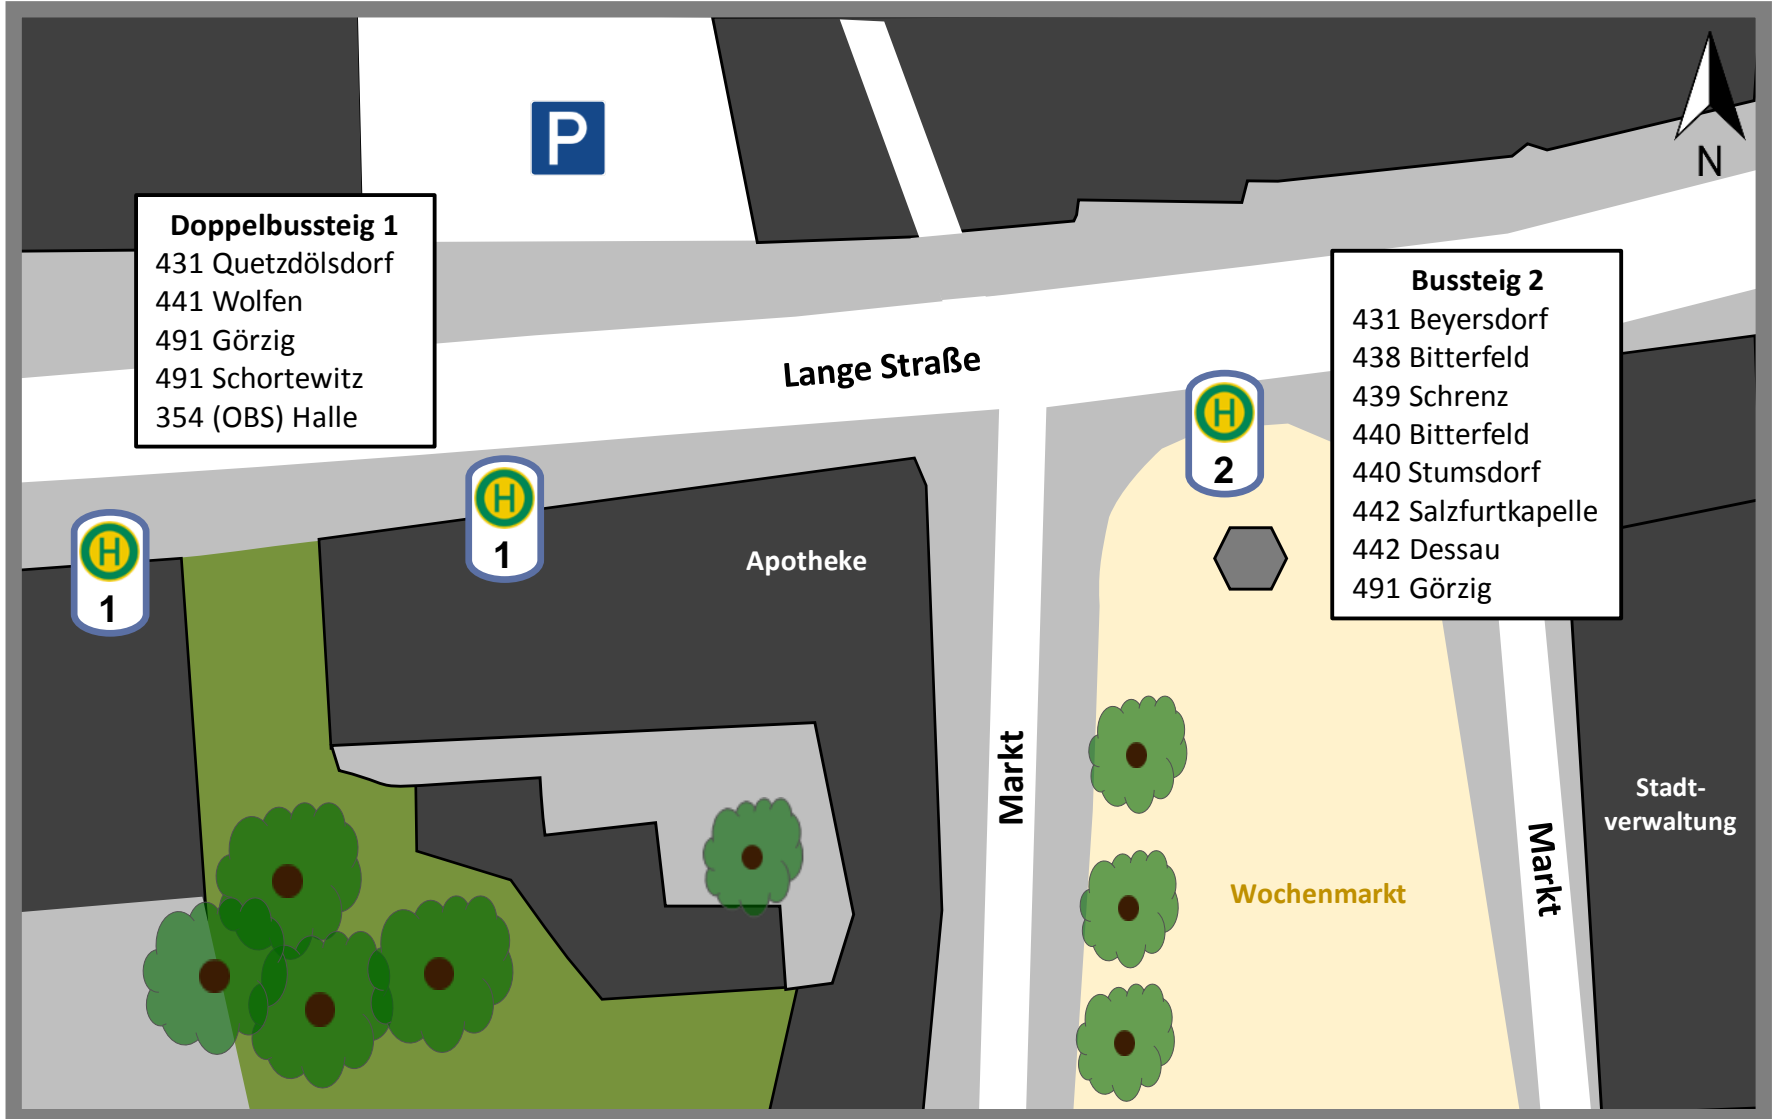 P
N
Doppelbussteig 1
431 Quetzdölsdorf
441 Wolfen
491 Görzig
491 Schortewitz
354 (OBS) Halle
Bussteig 2
431 Beyersdorf
438 Bitterfeld
439 Schrenz
440 Bitterfeld
440 Stumsdorf
442 Salzfurtkapelle
442 Dessau
491 Görzig
Lange Straße
H
2
H
1
H
1
Apotheke
Markt
Stadt-
verwaltung
Markt
Wochenmarkt